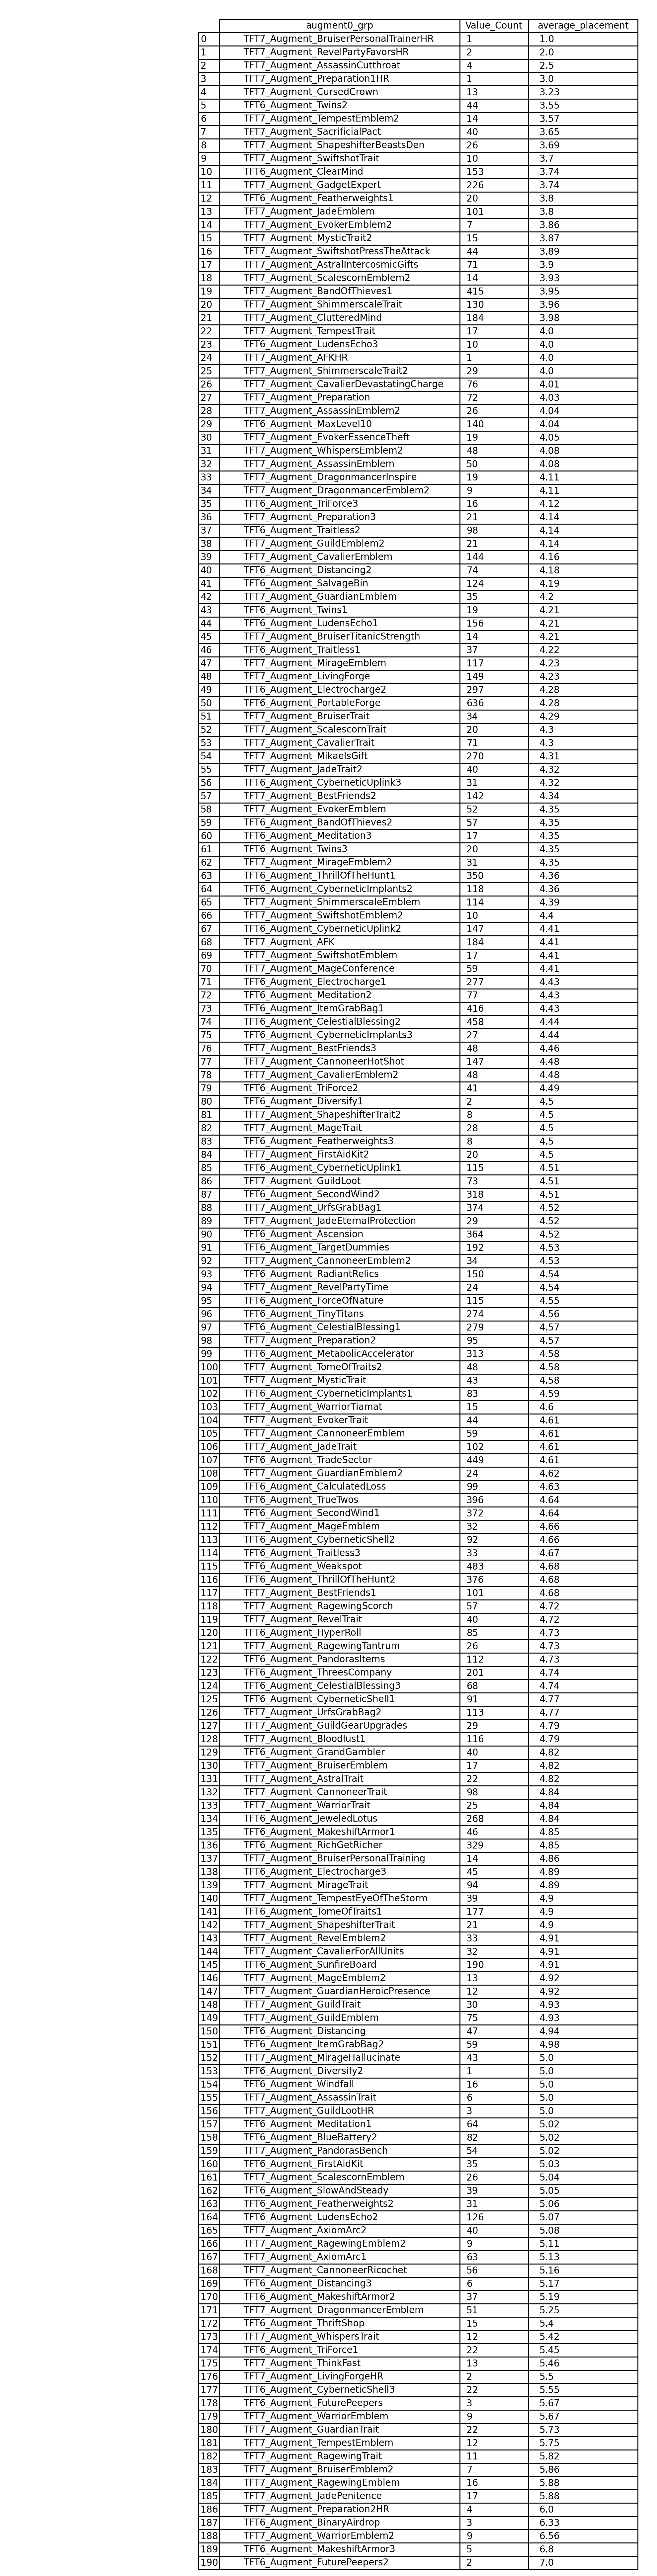 augment0_grp Value_Count average_placement
0 TFT7_Augment_BruiserPersonalTrainerHR 1 1.0
1 TFT7_Augment_RevelPartyFavorsHR 2 2.0
2 TFT7_Augment_AssassinCutthroat 4 2.5
3 TFT7_Augment_Preparation1HR 1 3.0
4 TFT7_Augment_CursedCrown 13 3.23
5 TFT6_Augment_Twins2 44 3.55
6 TFT7_Augment_TempestEmblem2 14 3.57
7 TFT7_Augment_SacrificialPact 40 3.65
8 TFT7_Augment_ShapeshifterBeastsDen 26 3.69
9 TFT7_Augment_SwiftshotTrait 10 3.7
10 TFT6_Augment_ClearMind 153 3.74
11 TFT7_Augment_GadgetExpert 226 3.74
12 TFT6_Augment_Featherweights1 20 3.8
13 TFT7_Augment_JadeEmblem 101 3.8
14 TFT7_Augment_EvokerEmblem2 7 3.86
15 TFT7_Augment_MysticTrait2 15 3.87
16 TFT7_Augment_SwiftshotPressTheAttack 44 3.89
17 TFT7_Augment_AstralIntercosmicGifts 71 3.9
18 TFT7_Augment_ScalescornEmblem2 14 3.93
19 TFT6_Augment_BandOfThieves1 415 3.95
20 TFT7_Augment_ShimmerscaleTrait 130 3.96
21 TFT7_Augment_ClutteredMind 184 3.98
22 TFT7_Augment_TempestTrait 17 4.0
23 TFT6_Augment_LudensEcho3 10 4.0
24 TFT7_Augment_AFKHR 1 4.0
25 TFT7_Augment_ShimmerscaleTrait2 29 4.0
26 TFT7_Augment_CavalierDevastatingCharge 76 4.01
27 TFT7_Augment_Preparation 72 4.03
28 TFT7_Augment_AssassinEmblem2 26 4.04
29 TFT6_Augment_MaxLevel10 140 4.04
30 TFT7_Augment_EvokerEssenceTheft 19 4.05
31 TFT7_Augment_WhispersEmblem2 48 4.08
32 TFT7_Augment_AssassinEmblem 50 4.08
33 TFT7_Augment_DragonmancerInspire 19 4.11
34 TFT7_Augment_DragonmancerEmblem2 9 4.11
35 TFT6_Augment_TriForce3 16 4.12
36 TFT7_Augment_Preparation3 21 4.14
37 TFT6_Augment_Traitless2 98 4.14
38 TFT7_Augment_GuildEmblem2 21 4.14
39 TFT7_Augment_CavalierEmblem 144 4.16
40 TFT6_Augment_Distancing2 74 4.18
41 TFT6_Augment_SalvageBin 124 4.19
42 TFT7_Augment_GuardianEmblem 35 4.2
43 TFT6_Augment_Twins1 19 4.21
44 TFT6_Augment_LudensEcho1 156 4.21
45 TFT7_Augment_BruiserTitanicStrength 14 4.21
46 TFT6_Augment_Traitless1 37 4.22
47 TFT7_Augment_MirageEmblem 117 4.23
48 TFT7_Augment_LivingForge 149 4.23
49 TFT6_Augment_Electrocharge2 297 4.28
50 TFT6_Augment_PortableForge 636 4.28
51 TFT7_Augment_BruiserTrait 34 4.29
52 TFT7_Augment_ScalescornTrait 20 4.3
53 TFT7_Augment_CavalierTrait 71 4.3
54 TFT7_Augment_MikaelsGift 270 4.31
55 TFT7_Augment_JadeTrait2 40 4.32
56 TFT6_Augment_CyberneticUplink3 31 4.32
57 TFT7_Augment_BestFriends2 142 4.34
58 TFT7_Augment_EvokerEmblem 52 4.35
59 TFT6_Augment_BandOfThieves2 57 4.35
60 TFT6_Augment_Meditation3 17 4.35
61 TFT6_Augment_Twins3 20 4.35
62 TFT7_Augment_MirageEmblem2 31 4.35
63 TFT6_Augment_ThrillOfTheHunt1 350 4.36
64 TFT6_Augment_CyberneticImplants2 118 4.36
65 TFT7_Augment_ShimmerscaleEmblem 114 4.39
66 TFT7_Augment_SwiftshotEmblem2 10 4.4
67 TFT6_Augment_CyberneticUplink2 147 4.41
68 TFT7_Augment_AFK 184 4.41
69 TFT7_Augment_SwiftshotEmblem 17 4.41
70 TFT7_Augment_MageConference 59 4.41
71 TFT6_Augment_Electrocharge1 277 4.43
72 TFT6_Augment_Meditation2 77 4.43
73 TFT6_Augment_ItemGrabBag1 416 4.43
74 TFT6_Augment_CelestialBlessing2 458 4.44
75 TFT6_Augment_CyberneticImplants3 27 4.44
76 TFT7_Augment_BestFriends3 48 4.46
77 TFT7_Augment_CannoneerHotShot 147 4.48
78 TFT7_Augment_CavalierEmblem2 48 4.48
79 TFT6_Augment_TriForce2 41 4.49
80 TFT6_Augment_Diversify1 2 4.5
81 TFT7_Augment_ShapeshifterTrait2 8 4.5
82 TFT7_Augment_MageTrait 28 4.5
83 TFT6_Augment_Featherweights3 8 4.5
84 TFT7_Augment_FirstAidKit2 20 4.5
85 TFT6_Augment_CyberneticUplink1 115 4.51
86 TFT7_Augment_GuildLoot 73 4.51
87 TFT6_Augment_SecondWind2 318 4.51
88 TFT7_Augment_UrfsGrabBag1 374 4.52
89 TFT7_Augment_JadeEternalProtection 29 4.52
90 TFT6_Augment_Ascension 364 4.52
91 TFT6_Augment_TargetDummies 192 4.53
92 TFT7_Augment_CannoneerEmblem2 34 4.53
93 TFT6_Augment_RadiantRelics 150 4.54
94 TFT7_Augment_RevelPartyTime 24 4.54
95 TFT6_Augment_ForceOfNature 115 4.55
96 TFT6_Augment_TinyTitans 274 4.56
97 TFT6_Augment_CelestialBlessing1 279 4.57
98 TFT7_Augment_Preparation2 95 4.57
99 TFT6_Augment_MetabolicAccelerator 313 4.58
100 TFT7_Augment_TomeOfTraits2 48 4.58
101 TFT7_Augment_MysticTrait 43 4.58
102 TFT6_Augment_CyberneticImplants1 83 4.59
103 TFT7_Augment_WarriorTiamat 15 4.6
104 TFT7_Augment_EvokerTrait 44 4.61
105 TFT7_Augment_CannoneerEmblem 59 4.61
106 TFT7_Augment_JadeTrait 102 4.61
107 TFT6_Augment_TradeSector 449 4.61
108 TFT7_Augment_GuardianEmblem2 24 4.62
109 TFT6_Augment_CalculatedLoss 99 4.63
110 TFT6_Augment_TrueTwos 396 4.64
111 TFT6_Augment_SecondWind1 372 4.64
112 TFT7_Augment_MageEmblem 32 4.66
113 TFT6_Augment_CyberneticShell2 92 4.66
114 TFT6_Augment_Traitless3 33 4.67
115 TFT6_Augment_Weakspot 483 4.68
116 TFT6_Augment_ThrillOfTheHunt2 376 4.68
117 TFT7_Augment_BestFriends1 101 4.68
118 TFT7_Augment_RagewingScorch 57 4.72
119 TFT7_Augment_RevelTrait 40 4.72
120 TFT6_Augment_HyperRoll 85 4.73
121 TFT7_Augment_RagewingTantrum 26 4.73
122 TFT6_Augment_PandorasItems 112 4.73
123 TFT6_Augment_ThreesCompany 201 4.74
124 TFT6_Augment_CelestialBlessing3 68 4.74
125 TFT6_Augment_CyberneticShell1 91 4.77
126 TFT7_Augment_UrfsGrabBag2 113 4.77
127 TFT7_Augment_GuildGearUpgrades 29 4.79
128 TFT7_Augment_Bloodlust1 116 4.79
129 TFT6_Augment_GrandGambler 40 4.82
130 TFT7_Augment_BruiserEmblem 17 4.82
131 TFT7_Augment_AstralTrait 22 4.82
132 TFT7_Augment_CannoneerTrait 98 4.84
133 TFT7_Augment_WarriorTrait 25 4.84
134 TFT6_Augment_JeweledLotus 268 4.84
135 TFT6_Augment_MakeshiftArmor1 46 4.85
136 TFT6_Augment_RichGetRicher 329 4.85
137 TFT7_Augment_BruiserPersonalTraining 14 4.86
138 TFT6_Augment_Electrocharge3 45 4.89
139 TFT7_Augment_MirageTrait 94 4.89
140 TFT7_Augment_TempestEyeOfTheStorm 39 4.9
141 TFT6_Augment_TomeOfTraits1 177 4.9
142 TFT7_Augment_ShapeshifterTrait 21 4.9
143 TFT7_Augment_RevelEmblem2 33 4.91
144 TFT7_Augment_CavalierForAllUnits 32 4.91
145 TFT6_Augment_SunfireBoard 190 4.91
146 TFT7_Augment_MageEmblem2 13 4.92
147 TFT7_Augment_GuardianHeroicPresence 12 4.92
148 TFT7_Augment_GuildTrait 30 4.93
149 TFT7_Augment_GuildEmblem 75 4.93
150 TFT6_Augment_Distancing 47 4.94
151 TFT6_Augment_ItemGrabBag2 59 4.98
152 TFT7_Augment_MirageHallucinate 43 5.0
153 TFT6_Augment_Diversify2 1 5.0
154 TFT6_Augment_Windfall 16 5.0
155 TFT7_Augment_AssassinTrait 6 5.0
156 TFT7_Augment_GuildLootHR 3 5.0
157 TFT6_Augment_Meditation1 64 5.02
158 TFT6_Augment_BlueBattery2 82 5.02
159 TFT7_Augment_PandorasBench 54 5.02
160 TFT6_Augment_FirstAidKit 35 5.03
161 TFT7_Augment_ScalescornEmblem 26 5.04
162 TFT6_Augment_SlowAndSteady 39 5.05
163 TFT6_Augment_Featherweights2 31 5.06
164 TFT6_Augment_LudensEcho2 126 5.07
165 TFT7_Augment_AxiomArc2 40 5.08
166 TFT7_Augment_RagewingEmblem2 9 5.11
167 TFT7_Augment_AxiomArc1 63 5.13
168 TFT7_Augment_CannoneerRicochet 56 5.16
169 TFT6_Augment_Distancing3 6 5.17
170 TFT6_Augment_MakeshiftArmor2 37 5.19
171 TFT7_Augment_DragonmancerEmblem 51 5.25
172 TFT6_Augment_ThriftShop 15 5.4
173 TFT7_Augment_WhispersTrait 12 5.42
174 TFT6_Augment_TriForce1 22 5.45
175 TFT7_Augment_ThinkFast 13 5.46
176 TFT7_Augment_LivingForgeHR 2 5.5
177 TFT6_Augment_CyberneticShell3 22 5.55
178 TFT6_Augment_FuturePeepers 3 5.67
179 TFT7_Augment_WarriorEmblem 9 5.67
180 TFT7_Augment_GuardianTrait 22 5.73
181 TFT7_Augment_TempestEmblem 12 5.75
182 TFT7_Augment_RagewingTrait 11 5.82
183 TFT7_Augment_BruiserEmblem2 7 5.86
184 TFT7_Augment_RagewingEmblem 16 5.88
185 TFT7_Augment_JadePenitence 17 5.88
186 TFT7_Augment_Preparation2HR 4 6.0
187 TFT6_Augment_BinaryAirdrop 3 6.33
188 TFT7_Augment_WarriorEmblem2 9 6.56
189 TFT6_Augment_MakeshiftArmor3 5 6.8
190 TFT6_Augment_FuturePeepers2 2 7.0